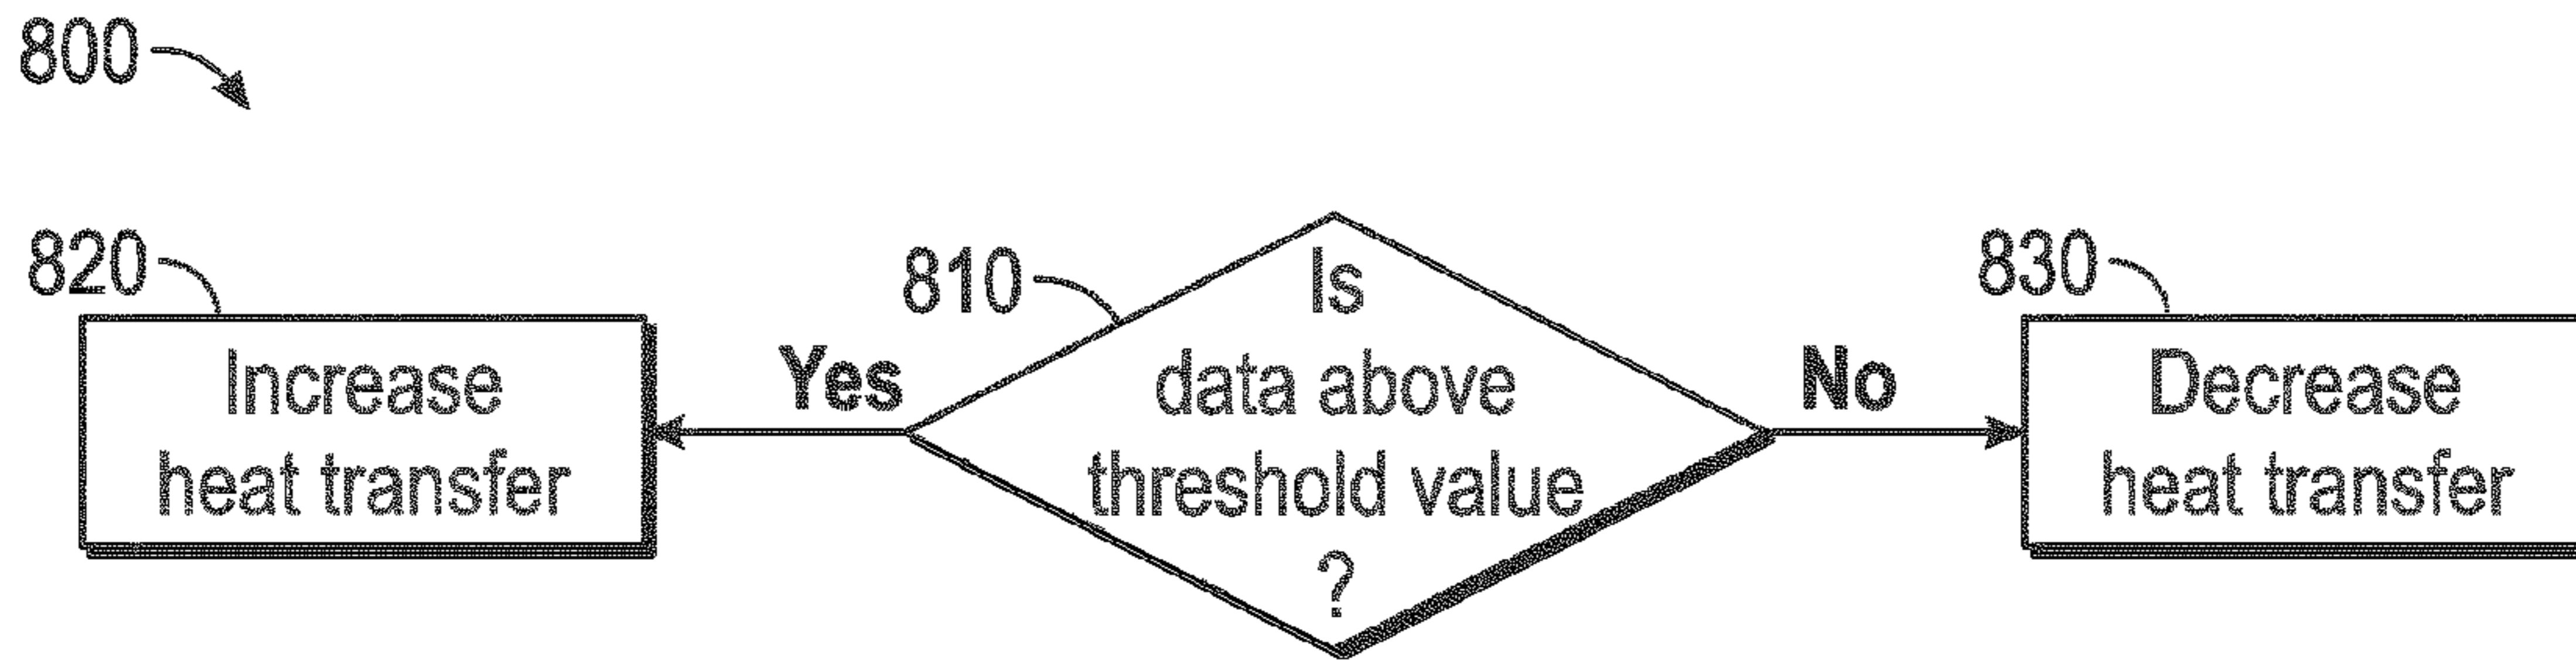 800
820
Increase
heat transfer
Yes
810
Is
data above
threshold value
?
No
830
Decrease
heat transfer